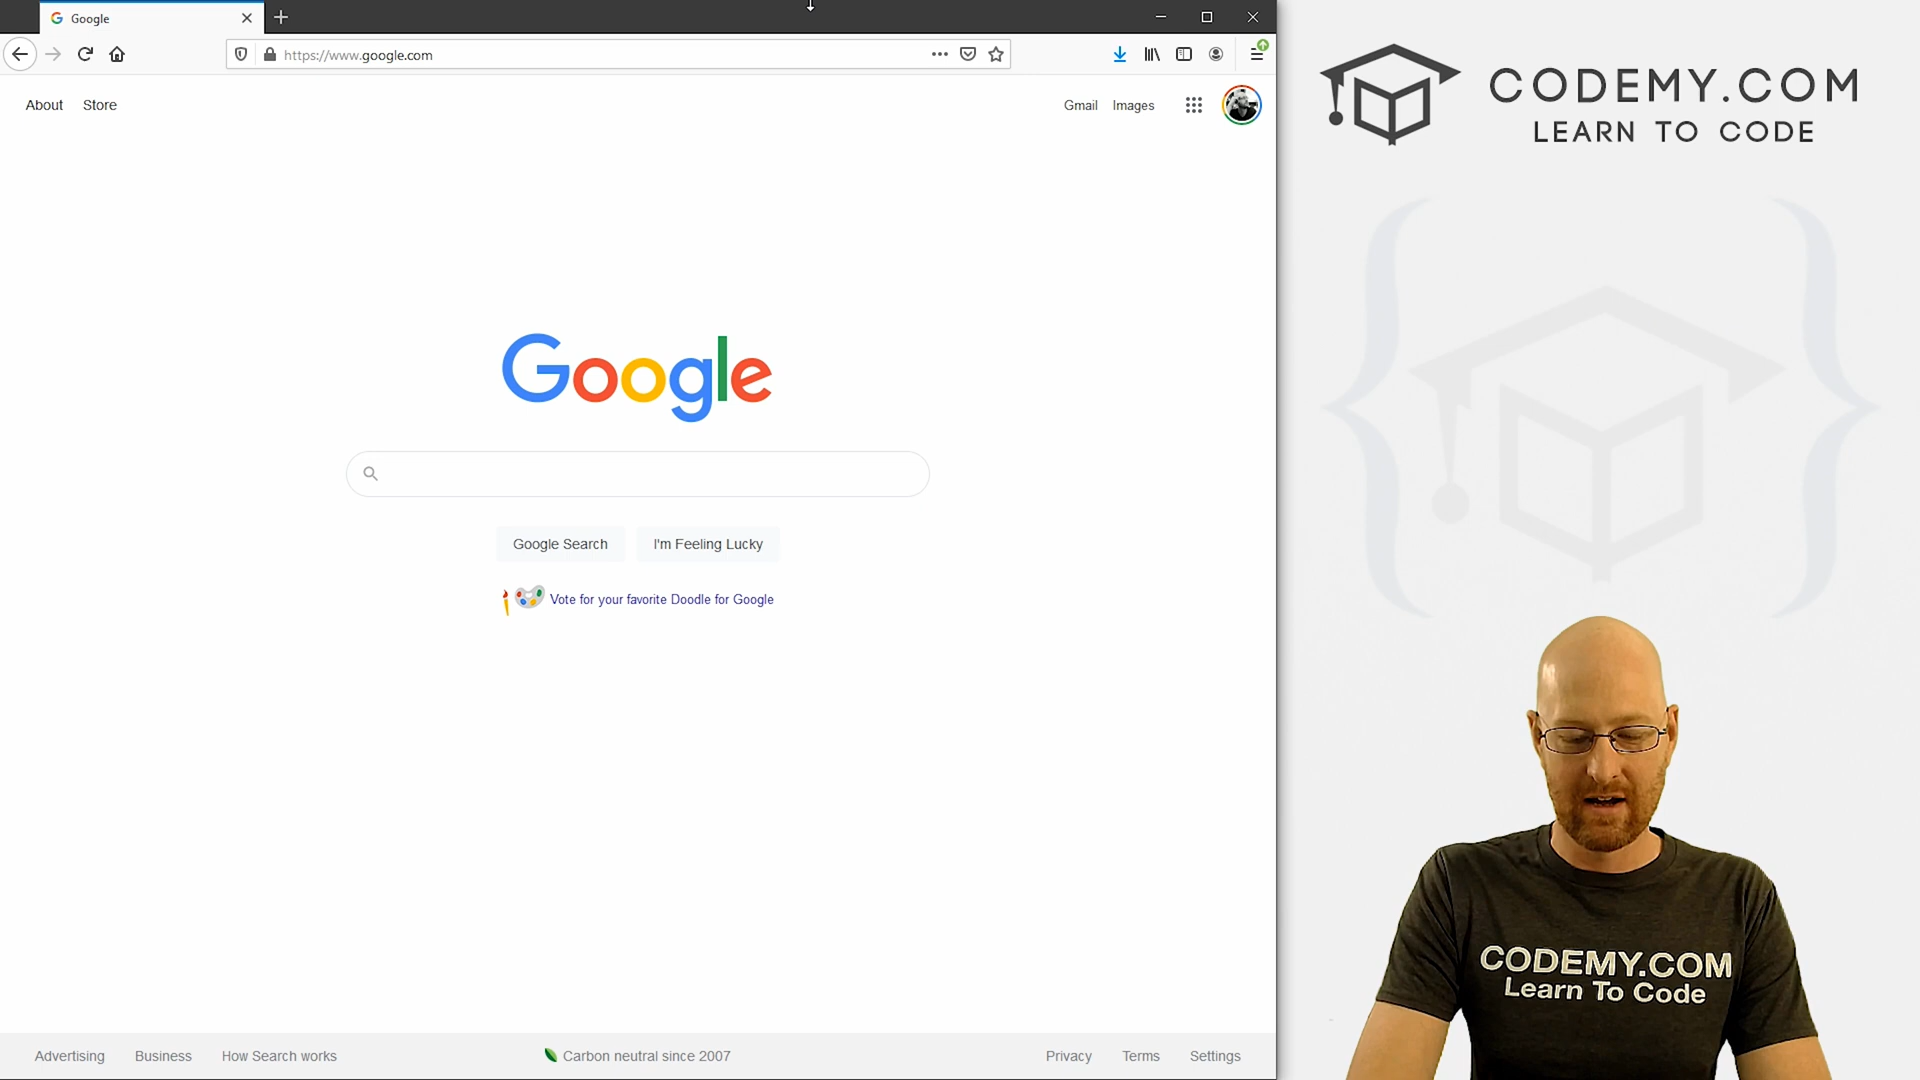 Google
https://www.google.com
About Store
Gmail Images
Google
Google Search I'm Feeling Lucky
Vote for your favorite Doodle for Google
Advertising Business How Search works
Carbon neutral since 2007
Privacy Terms Settings
CODEMY.COM
LEARN TO CODE
CODEMY.COM
Learn To Code